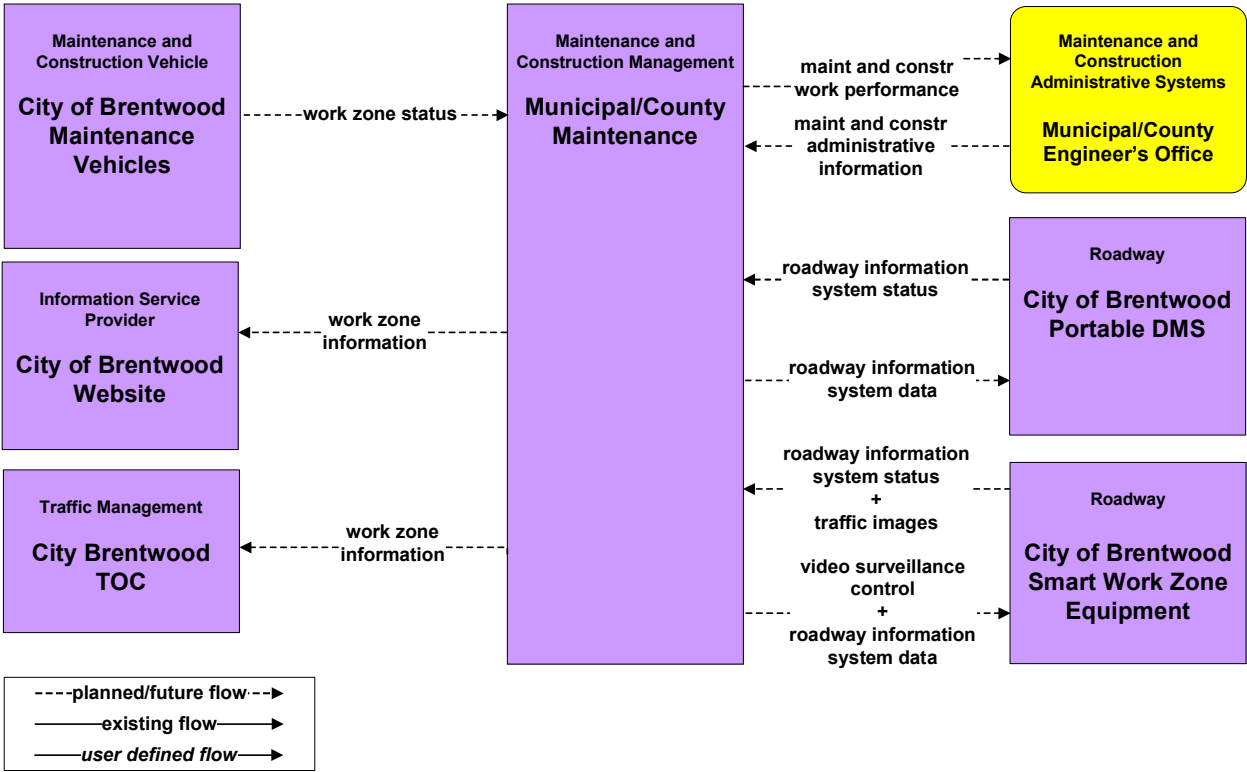 Maintenance and
Construction Vehicle
City of Brentwood
Maintenance
Vehicles
work zone status
Maintenance and
Construction Management
Municipal/County
Maintenance
maint and constr
work performance
maint and constr
administrative
information
Maintenance and
Construction
Administrative Systems
Municipal/County
Engineer's Office
Information Service
Provider
City of Brentwood
Website
work zone
information
roadway information
system status
roadway information
system data
Roadway
City of Brentwood
Portable DMS
Traffic Management
City Brentwood
TOC
work zone
information
roadway information
system status
+
traffic images
video surveillance
control
+
roadway information
system data
Roadway
City of Brentwood
Smart Work Zone
Equipment
planned/future flow
existing flow
user defined flow